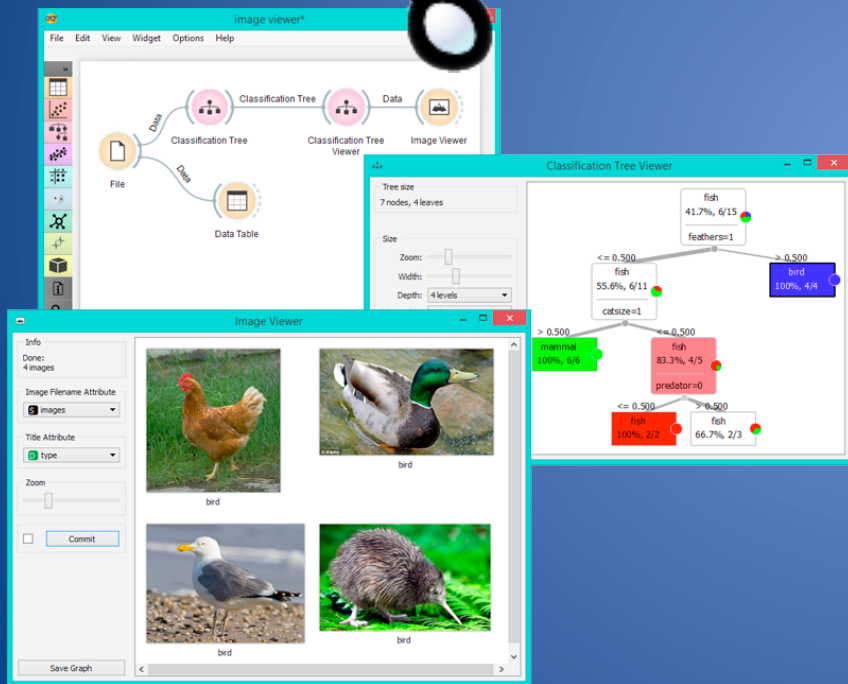 image viewer*
File Edit View Widget Options Help
Data
Classification Tree
Data
Classification Tree
Classification Tree
Viewer
Image Viewer
File
Data
Data Table
Classification Tree Viewer
Tree size
7 nodes, 4 leaves
Size
Zoom:
Width:
Depth: 4 levels
fish
41.7%, 6/15
feathers=1
<= 0.500
> 0.500
fish
55.6%, 6/11
catsize=1
bird
100%, 4/4
> 0.500
<= 0.500
mammal
100%, 6/6
fish
83.3%, 4/5
predator=0
<= 0.500
> 0.500
fish
100%, 2/2
fish
66.7%, 2/3
Image Viewer
Info
Done:
4 images
Image Filename Attribute
S images
Title Attribute
D type
Zoom
Commit
Save Graph
bird
bird
bird
bird